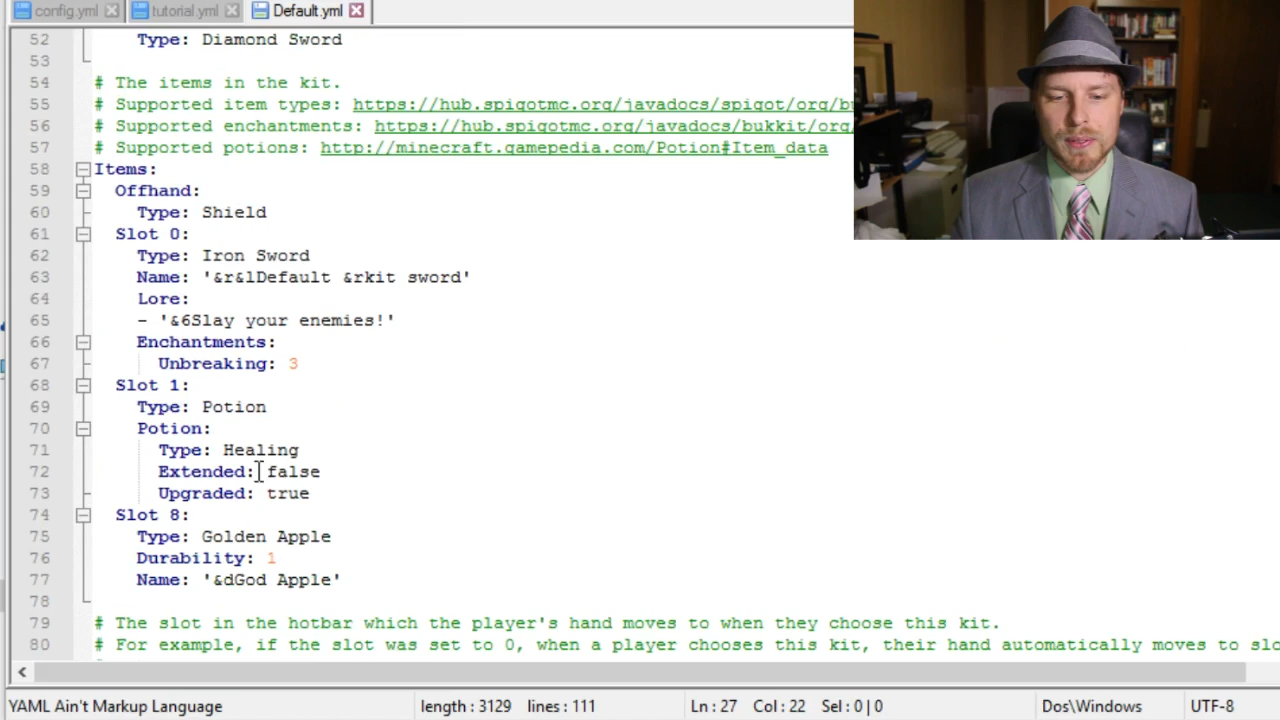 config.yml tutorial.yml Default.yml
52 Type: Diamond Sword
53
54 # The items in the kit.
55 # Supported item types: https://hub.spigotmc.org/javadocs/spigot/org/bu
56 # Supported enchantments: https://hub.spigotmc.org/javadocs/bukkit/org/
57 # Supported potions: http://minecraft.gamepedia.com/Potion#Item_data
58 Items:
59 Offhand:
60 Type: Shield
61 Slot 0:
62 Type: Iron Sword
63 Name: '&r&lDefault &rkit sword'
64 Lore:
65 - '&6Slay your enemies!'
66 Enchantments:
67 Unbreaking: 3
68 Slot 1:
69 Type: Potion
70 Potion:
71 Type: Healing
72 Extended: false
73 Upgraded: true
74 Slot 8:
75 Type: Golden Apple
76 Durability: 1
77 Name: '&dGod Apple'
78
79 # The slot in the hotbar which the player's hand moves to when they choose this kit.
80 # For example, if the slot was set to 0, when a player chooses this kit, their hand automatically moves to slo
YAML Ain't Markup Language length : 3129 lines : 111 Ln : 27 Col : 22 Sel : 0 | 0 Dos\Windows UTF-8